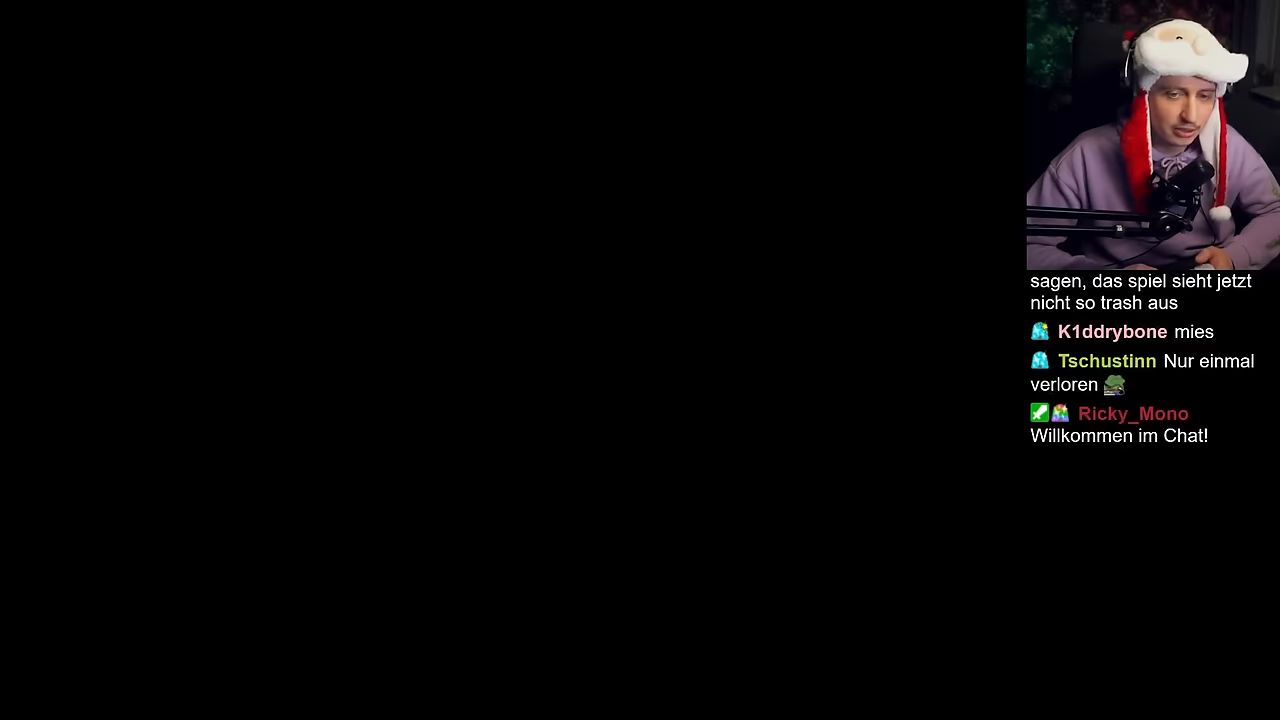 sagen, das spiel sieht jetzt
nicht so trash aus
K1ddrybone mies
Tschustinn Nur einmal
verloren
Ricky_Mono
Willkommen im Chat!